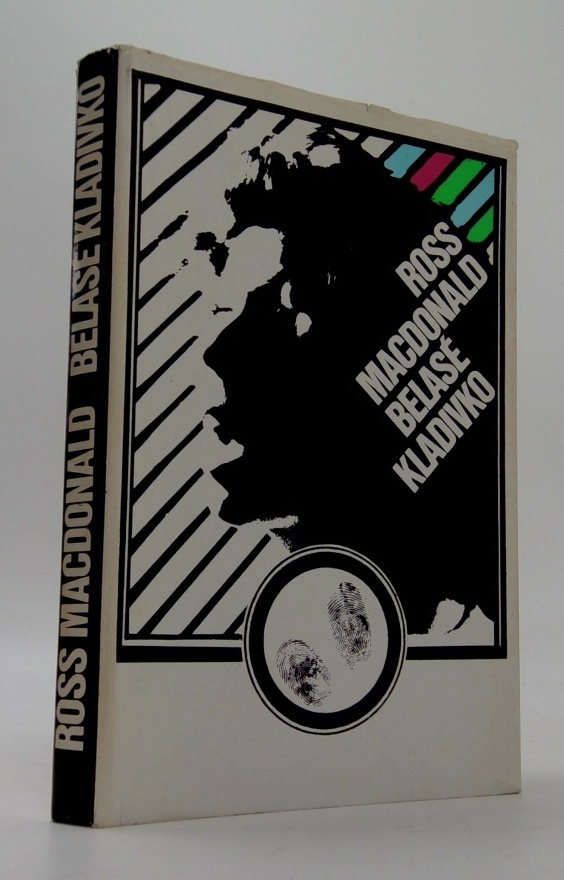 ROSS MACDONALD BELASÉ KLADIVKO
ROSS
MACDONALD
BELASÉ
KLADIVKO